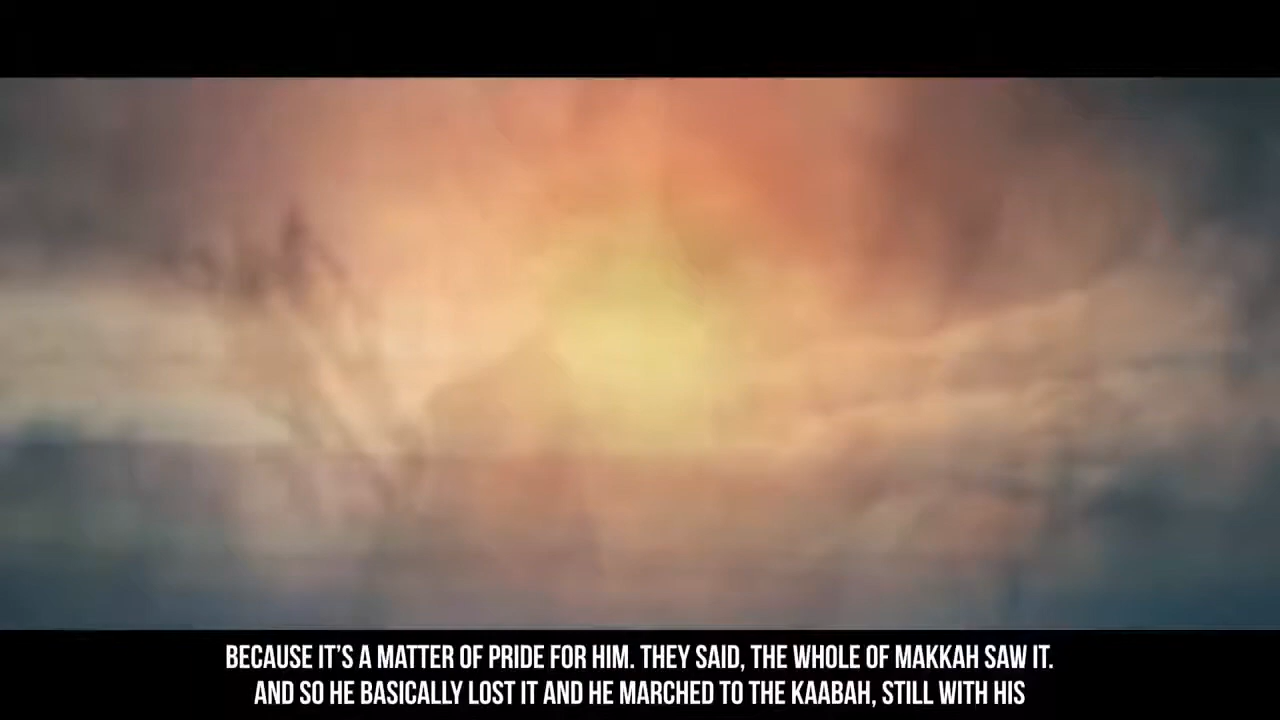 BECAUSE IT'S A MATTER OF PRIDE FOR HIM. THEY SAID, THE WHOLE OF MAKKAH SAW IT.
AND SO HE BASICALLY LOST IT AND HE MARCHED TO THE KAABAH, STILL WITH HIS